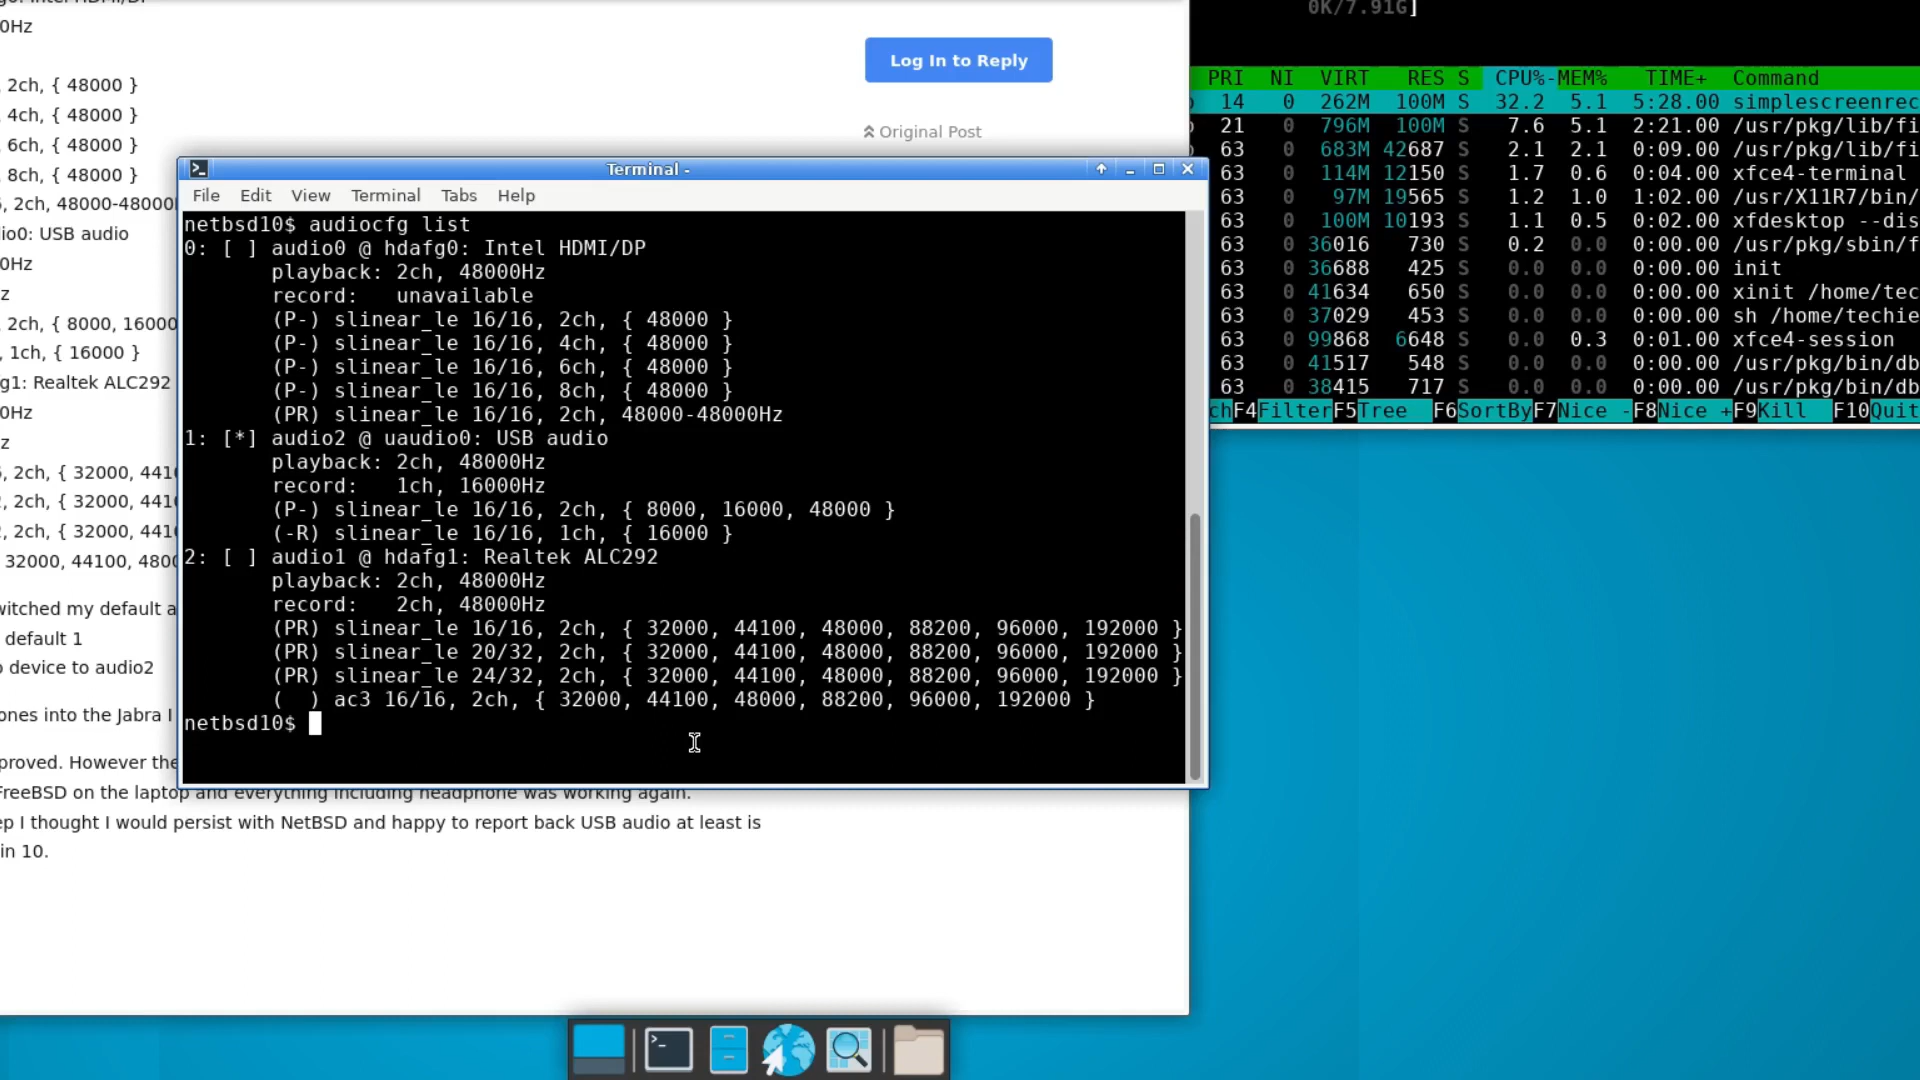 go: Intel HDMI/DP
0Hz
2ch, { 48000 }
4ch, { 48000 }
6ch, { 48000 }
8ch, { 48000 }
, 2ch, 48000-48000
io0: USB audio
0Hz
z
2ch, { 8000, 16000
, 1ch, { 16000 }
g1: Realtek ALC292
0Hz
z
, 2ch, { 32000, 441
, 2ch, { 32000, 441
, 2ch, { 32000, 441
32000, 44100, 480
witched my default a
default 1
o device to audio2
ones into the Jabra I
proved. However the
FreeBSD on the laptop and everything including headphone was working again.
ep I thought I would persist with NetBSD and happy to report back USB audio at least is
in 10.
Log In to Reply
Original Post
Terminal -
File Edit View Terminal Tabs Help
netbsd10$ audiocfg list
0: [ ] audio0 @ hdafg0: Intel HDMI/DP
playback: 2ch, 48000Hz
record: unavailable
(P-) slinear_le 16/16, 2ch, { 48000 }
(P-) slinear_le 16/16, 4ch, { 48000 }
(P-) slinear_le 16/16, 6ch, { 48000 }
(P-) slinear_le 16/16, 8ch, { 48000 }
(PR) slinear_le 16/16, 2ch, 48000-48000Hz
1: [*] audio2 @ uaudio0: USB audio
playback: 2ch, 48000Hz
record: 1ch, 16000Hz
(P-) slinear_le 16/16, 2ch, { 8000, 16000, 48000 }
(-R) slinear_le 16/16, 1ch, { 16000 }
2: [ ] audio1 @ hdafg1: Realtek ALC292
playback: 2ch, 48000Hz
record: 2ch, 48000Hz
(PR) slinear_le 16/16, 2ch, { 32000, 44100, 48000, 88200, 96000, 192000 }
(PR) slinear_le 20/32, 2ch, { 32000, 44100, 48000, 88200, 96000, 192000 }
(PR) slinear_le 24/32, 2ch, { 32000, 44100, 48000, 88200, 96000, 192000 }
( ) ac3 16/16, 2ch, { 32000, 44100, 48000, 88200, 96000, 192000 }
netbsd10$
0K/7.91G]
PRI NI VIRT RES S CPU%-MEM% TIME+ Command
14 0 262M 100M S 32.2 5.1 5:28.00 simplescreenrec
21 0 796M 100M S 7.6 5.1 2:21.00 /usr/pkg/lib/fi
63 0 683M 42687 S 2.1 2.1 0:09.00 /usr/pkg/lib/fi
63 0 114M 12150 S 1.7 0.6 0:04.00 xfce4-terminal
63 0 97M 19565 S 1.2 1.0 1:02.00 /usr/X11R7/bin/
63 0 100M 10193 S 1.1 0.5 0:02.00 xfdesktop --dis
63 0 36016 730 S 0.2 0.0 0:00.00 /usr/pkg/sbin/f
63 0 36688 425 S 0.0 0.0 0:00.00 init
63 0 41634 650 S 0.0 0.0 0:00.00 xinit /home/tec
63 0 37029 453 S 0.0 0.0 0:00.00 sh /home/techie
63 0 99868 6648 S 0.0 0.3 0:01.00 xfce4-session
63 0 41517 548 S 0.0 0.0 0:00.00 /usr/pkg/bin/db
63 0 38415 717 S 0.0 0.0 0:00.00 /usr/pkg/bin/db
chF4FilterF5Tree F6SortByF7Nice -F8Nice +F9Kill F10Quit